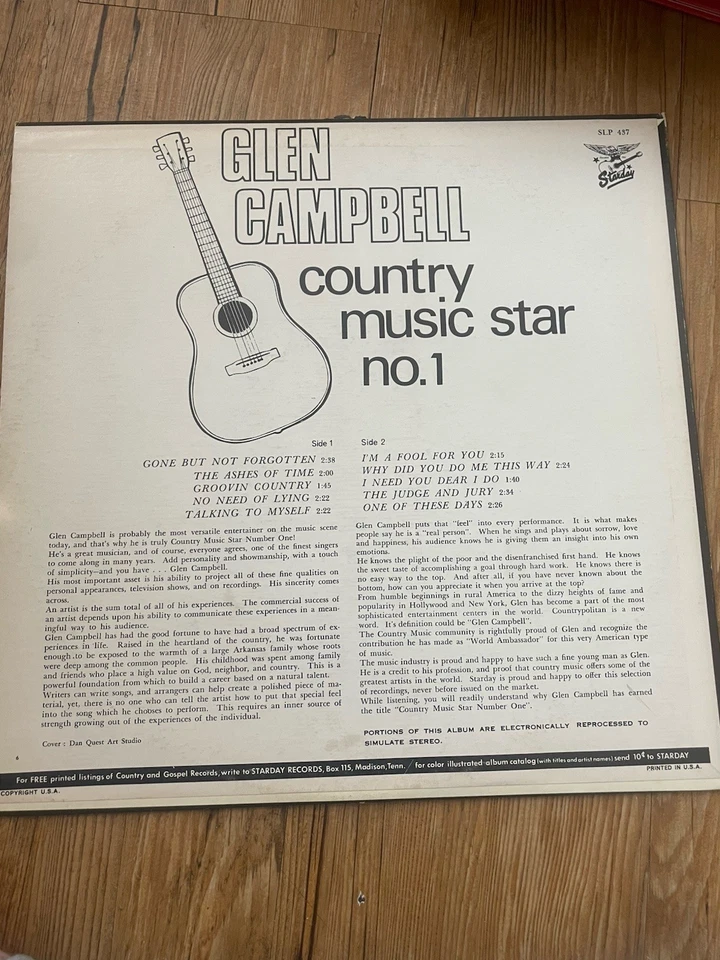 SLP 437
Starday
GLEN
CAMPBELL
country
music star
no.1
Side 1
GONE BUT NOT FORGOTTEN 2:38
THE ASHES OF TIME 2:00
GROOVIN COUNTRY 1:45
NO NEED OF LYING 2:22
TALKING TO MYSELF 2:22
Side 2
I'M A FOOL FOR YOU 2:15
WHY DID YOU DO ME THIS WAY 2:24
I NEED YOU DEAR I DO 1:40
THE JUDGE AND JURY 2:34
ONE OF THESE DAYS 2:26
Glen Campbell is probably the most versatile entertainer on the music scene
today, and that's why he is truly Country Music Star Number One!
He's a great musician, and of course, everyone agrees, one of the finest singers
to come along in many years. Add personality and showmanship, with a touch
of simplicity—and you have . . . . Glen Campbell.
His most important asset is his ability to project all of these fine qualities on
personal appearances, television shows, and on recordings. His sincerity comes
across.
An artist is the sum total of all of his experiences. The commercial success of
an artist depends upon his ability to communicate these experiences in a mean-
ingful way to his audience.
Glen Campbell has had the good fortune to have had a broad spectrum of ex-
periences in life. Raised in the heartland of the country, he was fortunate
enough to be exposed to the warmth of a large Arkansas family whose roots
were deep among the common people. His childhood was spent among family
and friends who place a high value on God, neighbor, and country. This is a
powerful foundation from which to build a career based on a natural talent.
Writers can write songs, and arrangers can help create a polished piece of ma-
terial, yet, there is no one who can tell the artist how to put that special feel
into the song which he chooses to perform. This requires an inner source of
strength growing out of the experiences of the individual.
Cover: Dan Quest Art Studio
Glen Campbell puts that "feel" into every performance. It is what makes
people say he is a "real person". When he sings and plays about sorrow, love
and happiness, his audience knows he is giving them an insight into his own
emotions.
He knows the plight of the poor and the disenfranchised first hand. He knows
the sweet taste of accomplishing a goal through hard work. He knows there is
no easy way to the top. And after all, if you have never known about the
bottom, how can you appreciate it when you arrive at the top?
From humble beginnings in rural America to the dizzy heights of fame and
popularity in Hollywood and New York, Glen has become a part of the most
sophisticated entertainment centers in the world. Countrypolitan is a new
word. It's definition could be "Glen Campbell".
The Country Music community is rightfully proud of Glen and recognize the
contribution he has made as "World Ambassador" for this very American type
of music.
The music industry is proud and happy to have such a fine young man as Glen.
He is a credit to his profession, and proof that country music offers some of the
greatest artists in the world. Starday is proud and happy to offer this selection
of recordings, never before issued on the market.
While listening, you will readily understand why Glen Campbell has earned
the title "Country Music Star Number One".
PORTIONS OF THIS ALBUM ARE ELECTRONICALLY REPROCESSED TO
SIMULATE STEREO.
6
For FREE printed listings of Country and Gospel Records, write to STARDAY RECORDS, Box 115, Madison, Tenn. / for color illustrated album catalog (with titles and artist names) send 10¢ to STARDAY
COPYRIGHT U.S.A.
PRINTED IN U.S.A.